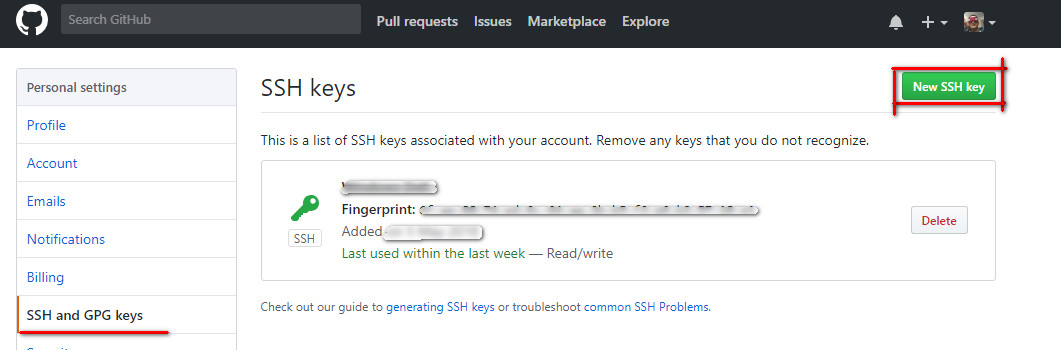 Search GitHub
Pull requests
Issues
Marketplace
Explore
Personal settings
Profile
Account
Emails
Notifications
Billing
SSH and GPG keys
SSH keys
New SSH key
This is a list of SSH keys associated with your account. Remove any keys that you do not recognize.
Fingerprint:
SSH
Added
Last used within the last week — Read/write
Delete
Check out our guide to generating SSH keys or troubleshoot common SSH Problems.